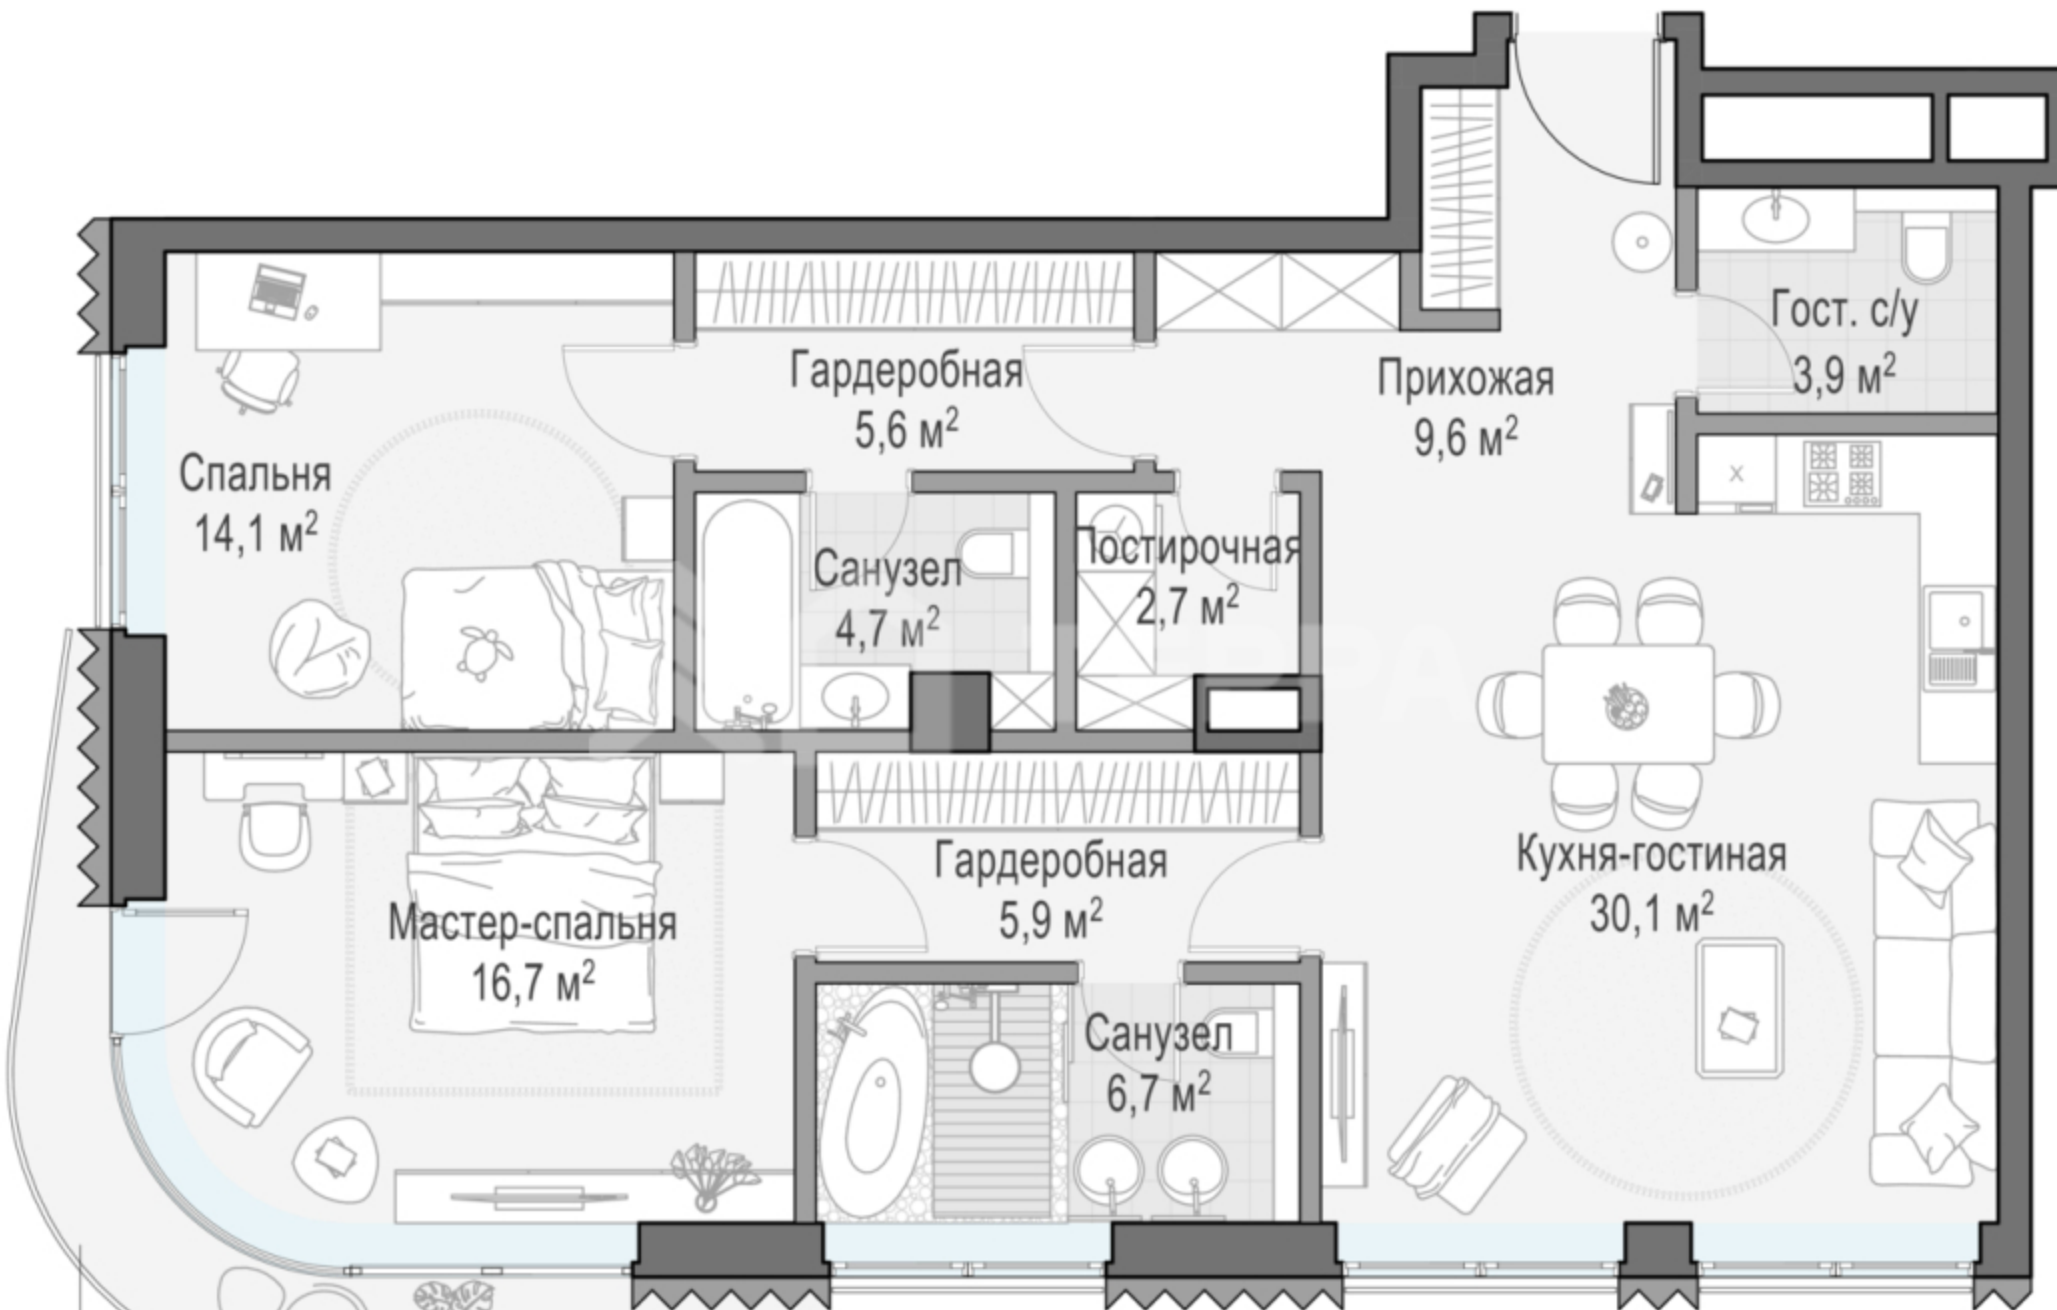 Гост. с/у
3,9 м²
Гардеробная
5,6 м²
Прихожая
9,6 м²
Спальня
14,1 м²
Санузел
4,7 м²
Постирочная
2,7 м²
Кухня-гостиная
30,1 м²
Гардеробная
5,9 м²
Мастер-спальня
16,7 м²
Санузел
6,7 м²